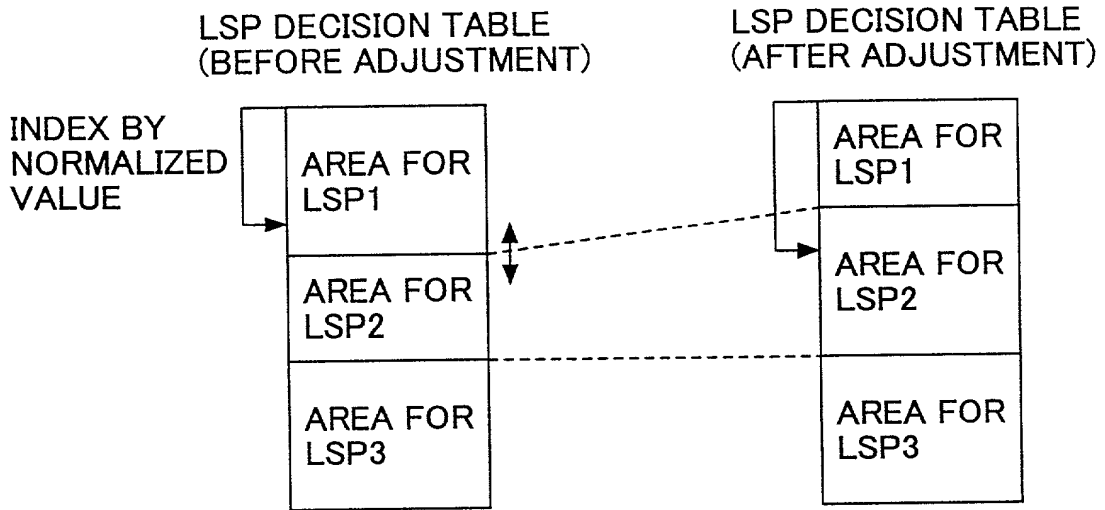 LSP DECISION TABLE
(BEFORE ADJUSTMENT)
LSP DECISION TABLE
(AFTER ADJUSTMENT)
INDEX BY
NORMALIZED
VALUE
AREA FOR
LSP1
AREA FOR
LSP2
AREA FOR
LSP3
AREA FOR
LSP1
AREA FOR
LSP2
AREA FOR
LSP3